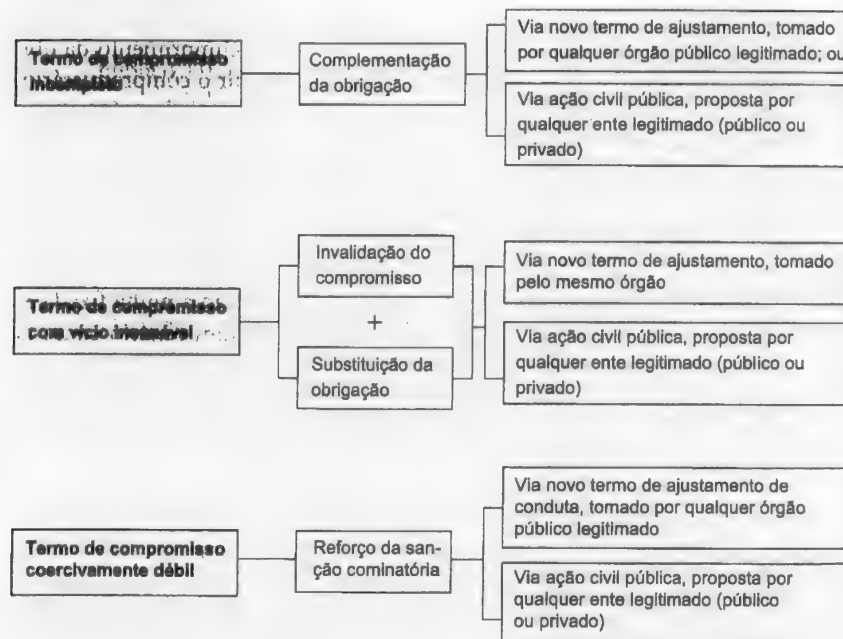 Termo de compromisso
incompleto
Complementação
da obrigação
Via novo termo de ajustamento, tomado
por qualquer órgão público legitimado; ou
Via ação civil pública, proposta por
qualquer ente legitimado (público ou
privado)
Termo de compromisso
com vício insanável
Invalidação do
compromisso
+
Substituição da
obrigação
Via novo termo de ajustamento, tomado
pelo mesmo órgão
Via ação civil pública, proposta por
qualquer ente legitimado (público ou
privado)
Termo de compromisso
coercivamente débil
Reforço da san-
ção cominatória
Via novo termo de ajustamento de
conduta, tomado por qualquer órgão
público legitimado
Via ação civil pública, proposta por
qualquer ente legitimado (público
ou privado)